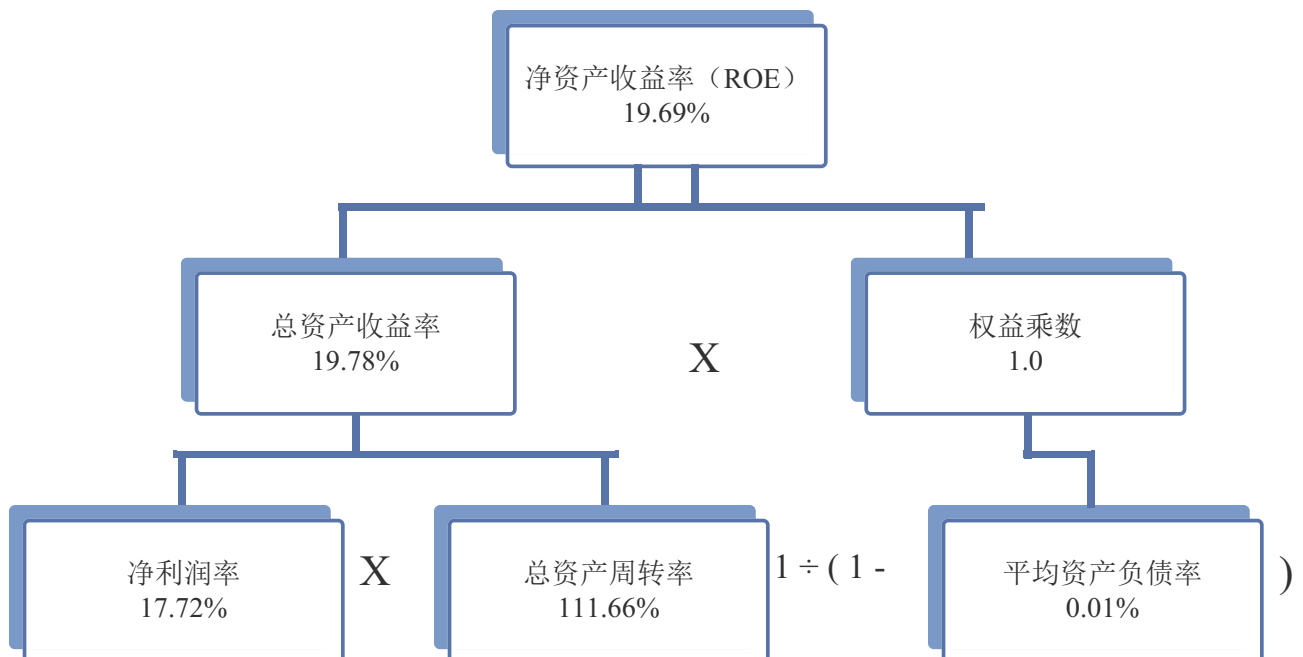 净资产收益率（ROE）
19.69%
总资产收益率
19.78%
X
权益乘数
1.0
净利润率
17.72%
X
总资产周转率
111.66%
1 ÷ ( 1 -
平均资产负债率
0.01%
)